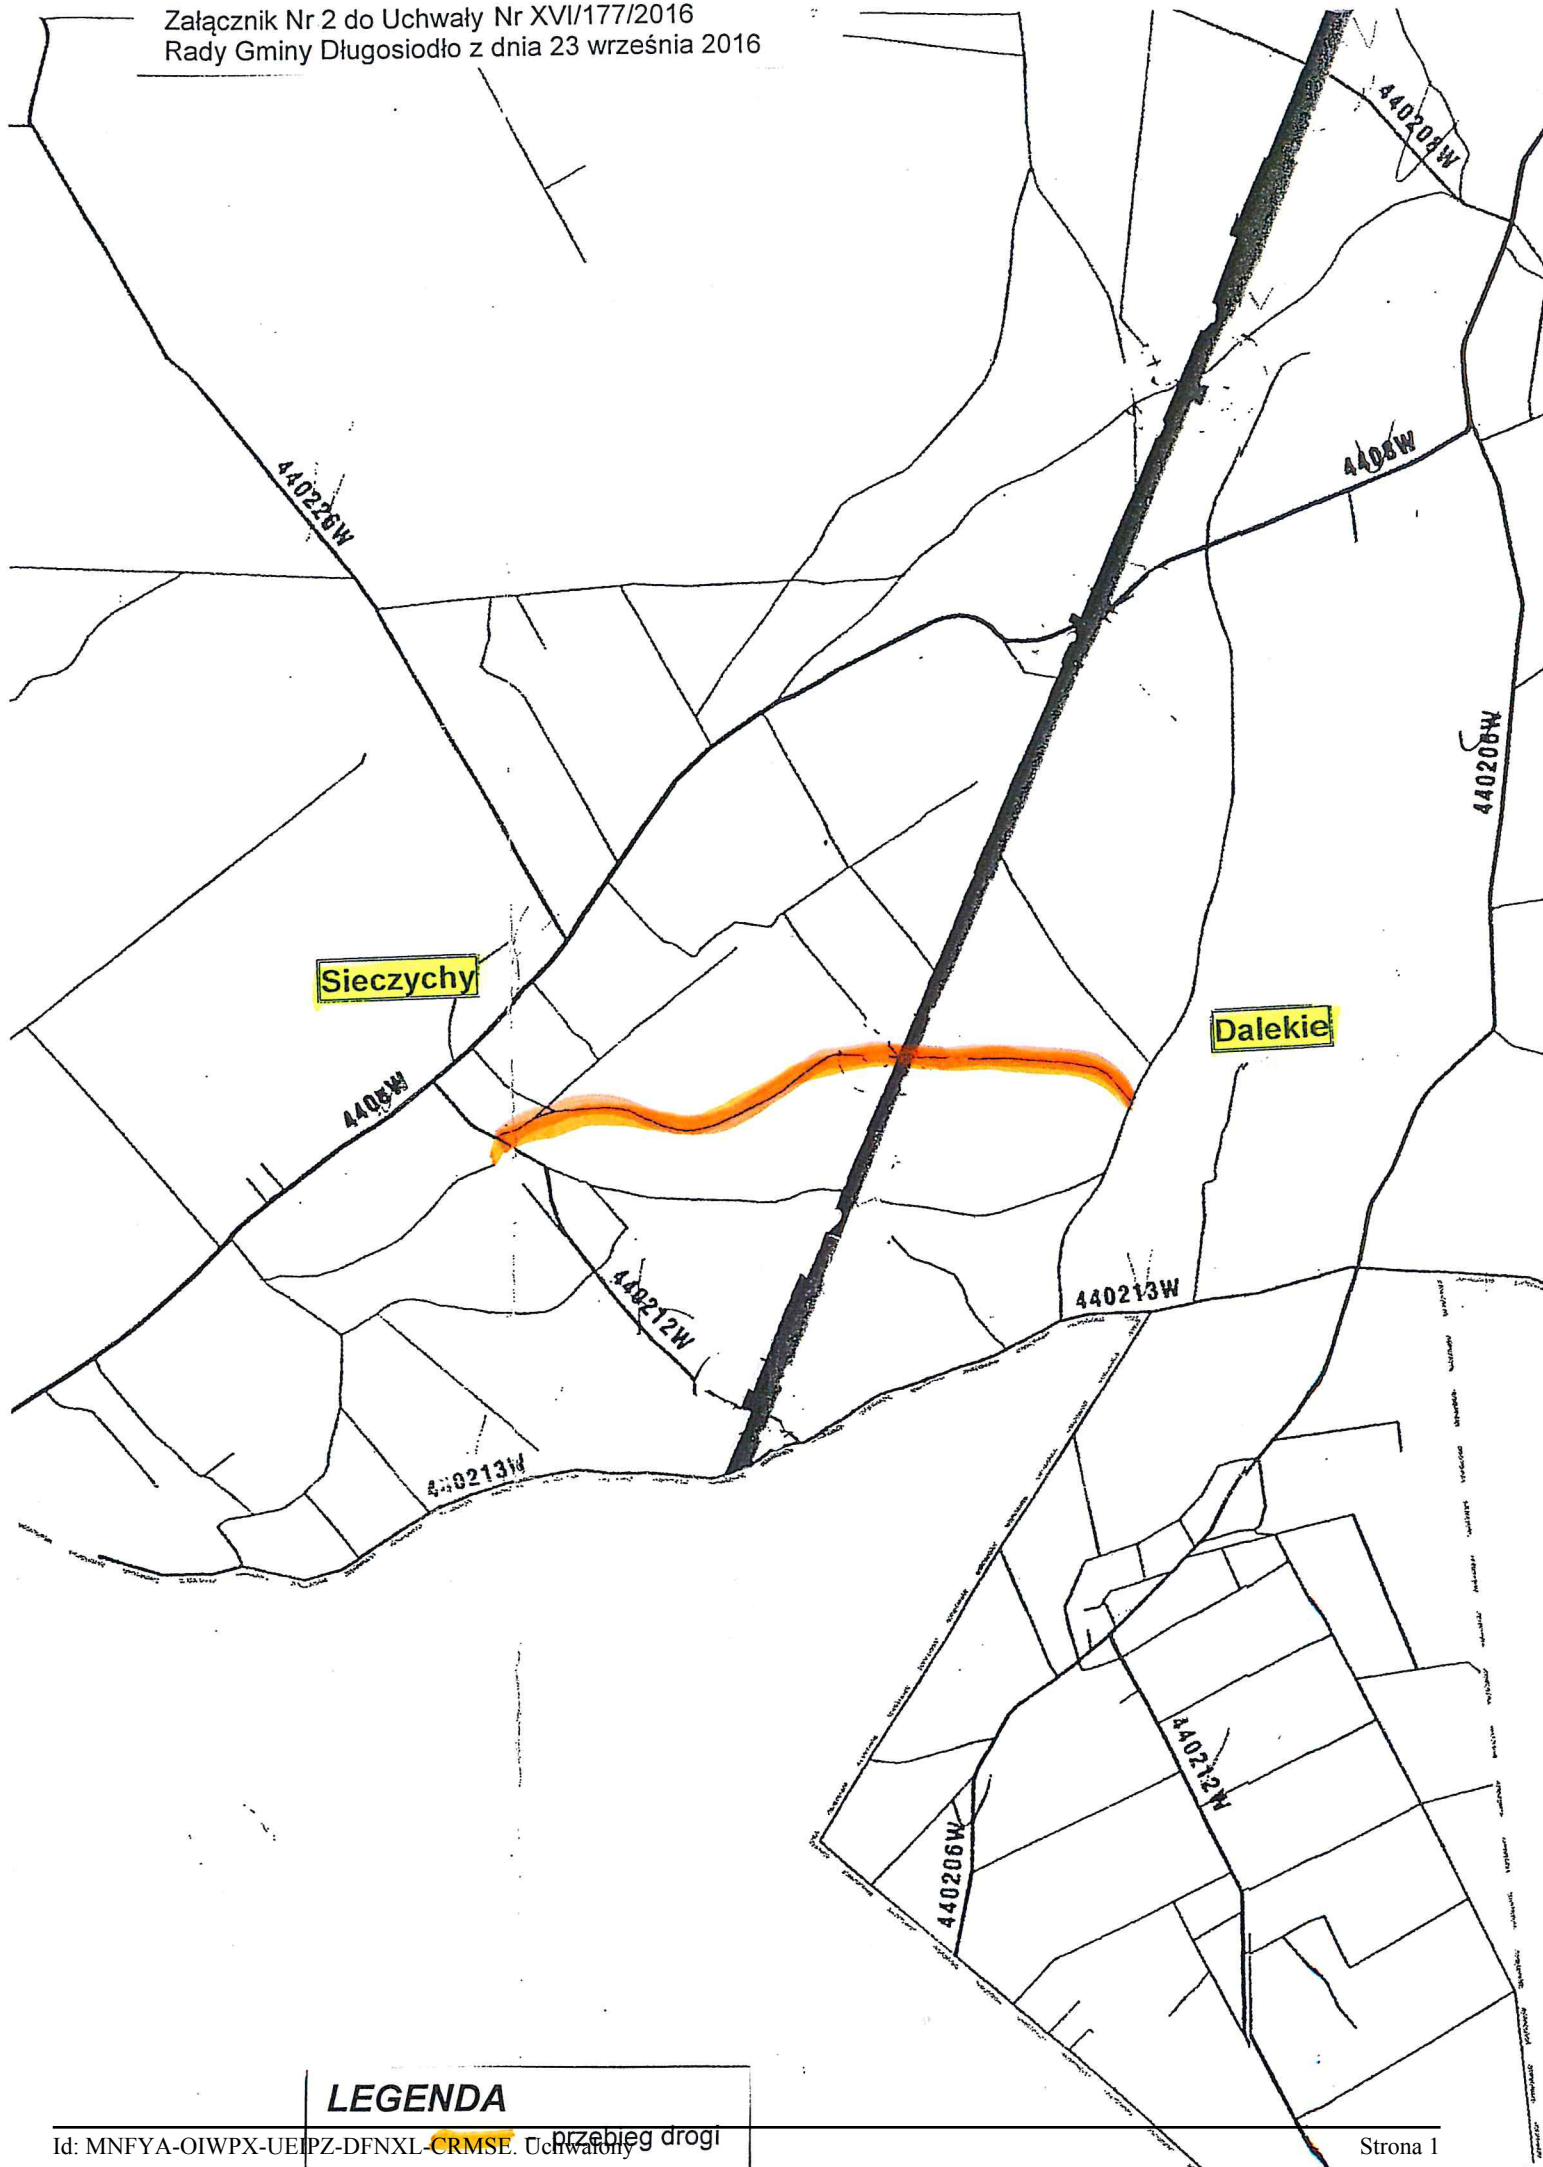 Załącznik Nr 2 do Uchwały Nr XVI/177/2016
Rady Gminy Długosiodło z dnia 23 września 2016
440208W
4408W
440226W
440206W
Sieczychy
Dalekie
4408W
440212W
440213W
440213W
440212W
440206W
LEGENDA
– przebieg drogi
Id: MNFYA-OIWPX-UEIPZ-DFNXL-CRMSE. Uchwalony
Strona 1